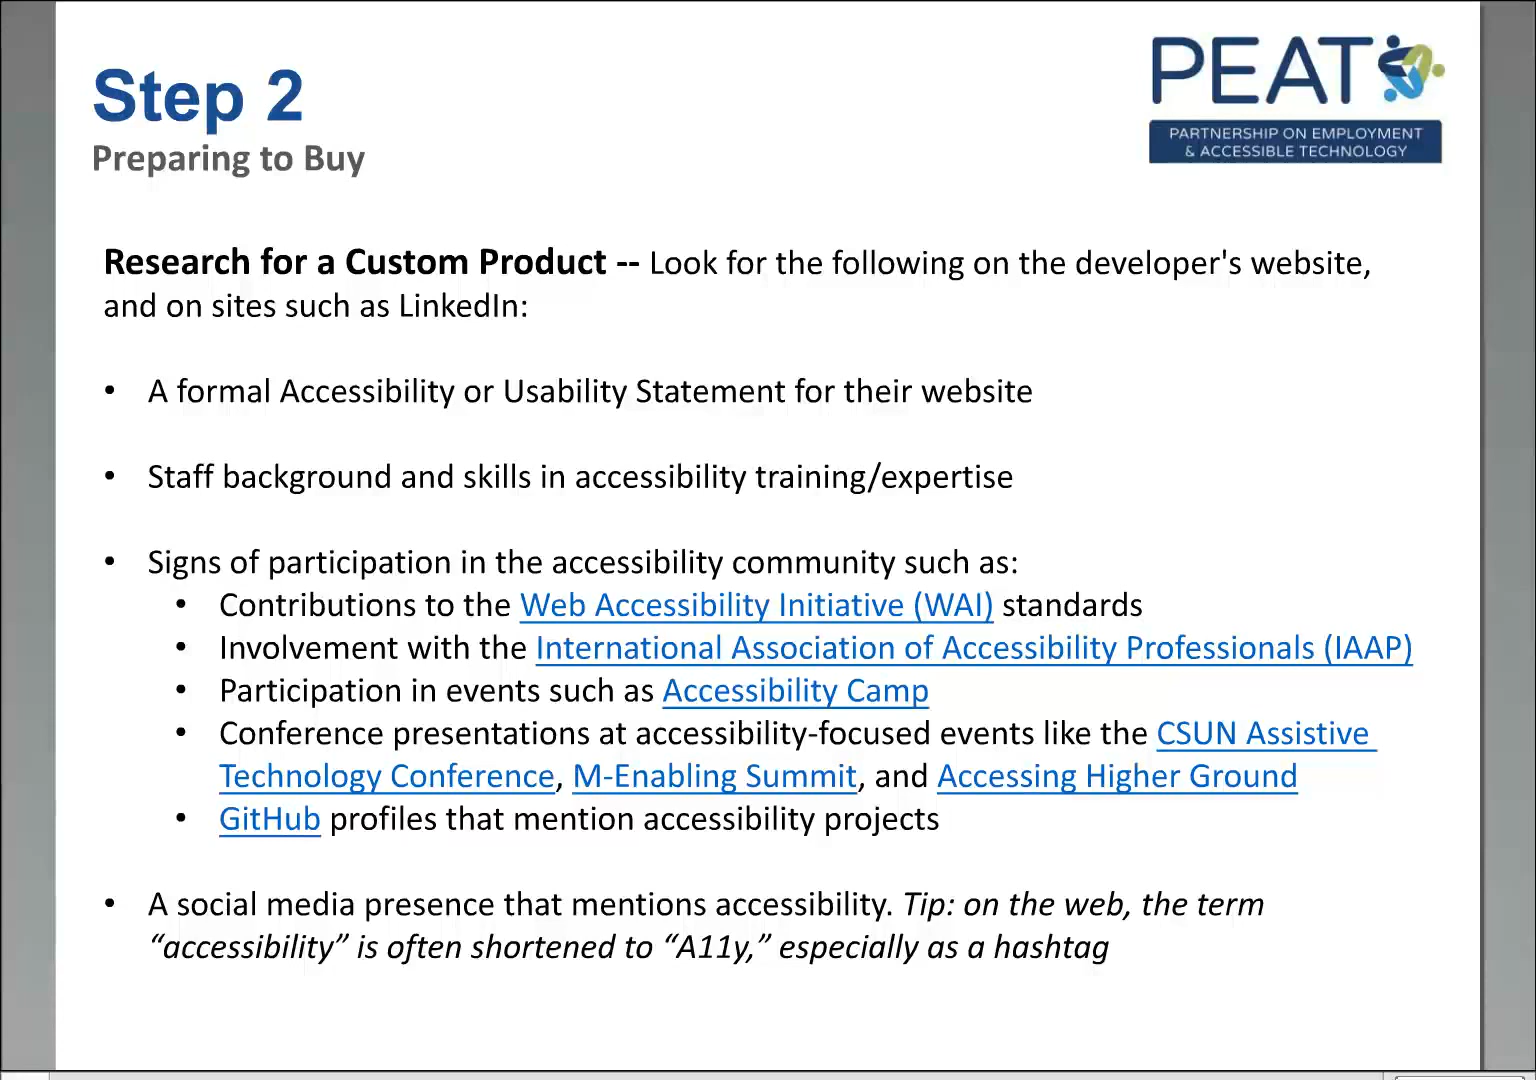 Step 2
Preparing to Buy
PEAT
PARTNERSHIP ON EMPLOYMENT
& ACCESSIBLE TECHNOLOGY
Research for a Custom Product -- Look for the following on the developer's website,
and on sites such as LinkedIn:
• A formal Accessibility or Usability Statement for their website
• Staff background and skills in accessibility training/expertise
• Signs of participation in the accessibility community such as:
• Contributions to the Web Accessibility Initiative (WAI) standards
• Involvement with the International Association of Accessibility Professionals (IAAP)
• Participation in events such as Accessibility Camp
• Conference presentations at accessibility-focused events like the CSUN Assistive
Technology Conference, M-Enabling Summit, and Accessing Higher Ground
• GitHub profiles that mention accessibility projects
• A social media presence that mentions accessibility. Tip: on the web, the term
“accessibility” is often shortened to “A11y,” especially as a hashtag